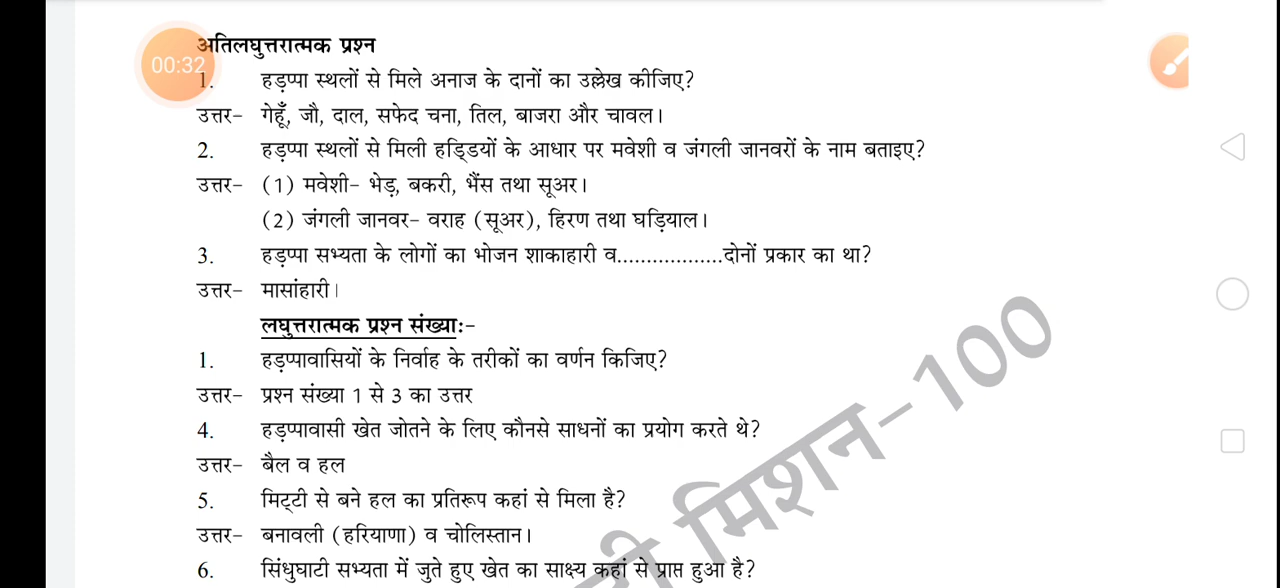 अतिलघुत्तरात्मक प्रश्न
00:32
1. हड़प्पा स्थलों से मिले अनाज के दानों का उल्लेख कीजिए?
उत्तर- गेहूँ, जौ, दाल, सफेद चना, तिल, बाजरा और चावल।
2. हड़प्पा स्थलों से मिली हड्डियों के आधार पर मवेशी व जंगली जानवरों के नाम बताइए?
उत्तर- (1) मवेशी- भेड़, बकरी, भैंस तथा सूअर।
(2) जंगली जानवर- वराह (सूअर), हिरण तथा घड़ियाल।
3. हड़प्पा सभ्यता के लोगों का भोजन शाकाहारी व..................दोनों प्रकार का था?
उत्तर- मासांहारी।
लघुत्तरात्मक प्रश्न संख्याः-
1. हड़प्पावासियों के निर्वाह के तरीकों का वर्णन किजिए?
उत्तर- प्रश्न संख्या 1 से 3 का उत्तर
4. हड़प्पावासी खेत जोतने के लिए कौनसे साधनों का प्रयोग करते थे?
उत्तर- बैल व हल
5. मिट्टी से बने हल का प्रतिरूप कहां से मिला है?
उत्तर- बनावली (हरियाणा) व चोलिस्तान।
6. सिंधुघाटी सभ्यता में जुते हुए खेत का साक्ष्य कहां से प्राप्त हुआ है?
मिशन-100